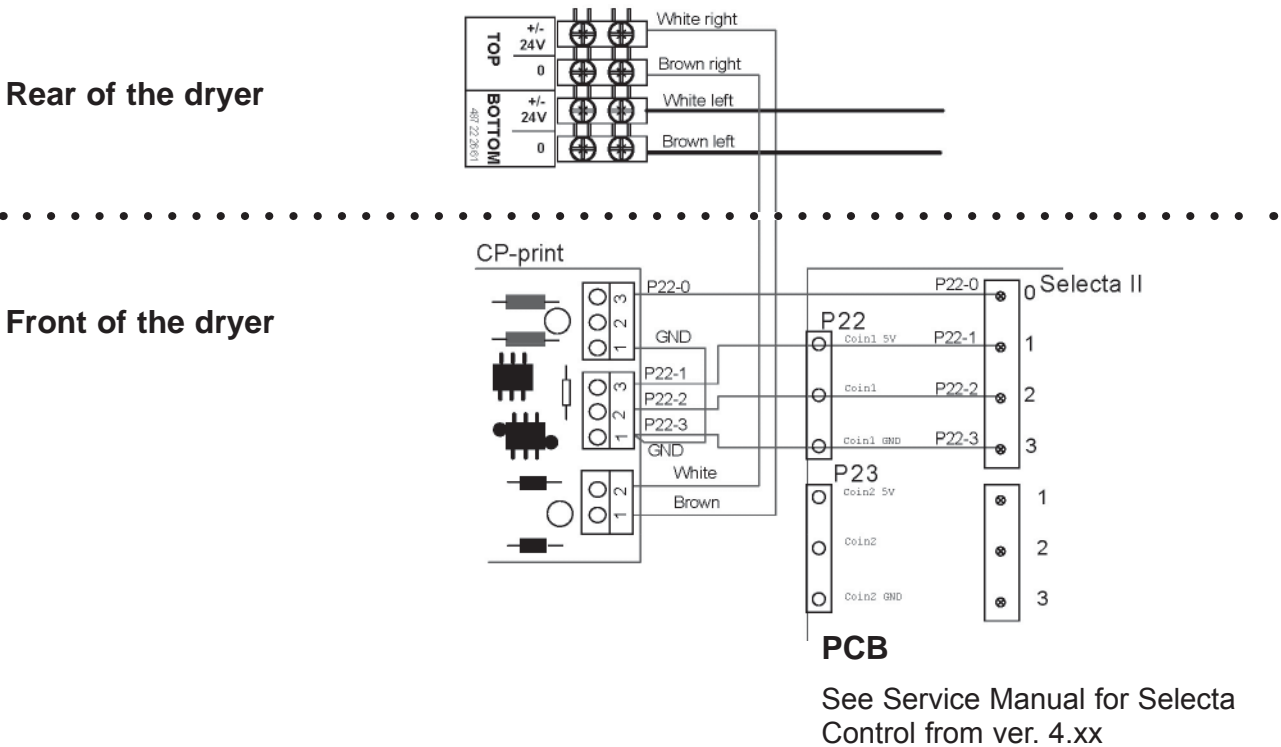 Rear of the dryer
TOP
+/-
24V
0
BOTTOM
+/-
24V
0
487 22 26 61
White right
Brown right
White left
Brown left
Front of the dryer
CP-print
3
2
1
3
2
1
2
1
P22-0
GND
P22-1
P22-2
P22-3
GND
White
Brown
P22
Coin1 5V
Coin1
Coin1 GND
P23
Coin2 5V
Coin2
Coin2 GND
P22-0
P22-1
P22-2
P22-3
0 Selecta II
1
2
3
1
2
3
PCB
See Service Manual for Selecta
Control from ver. 4.xx